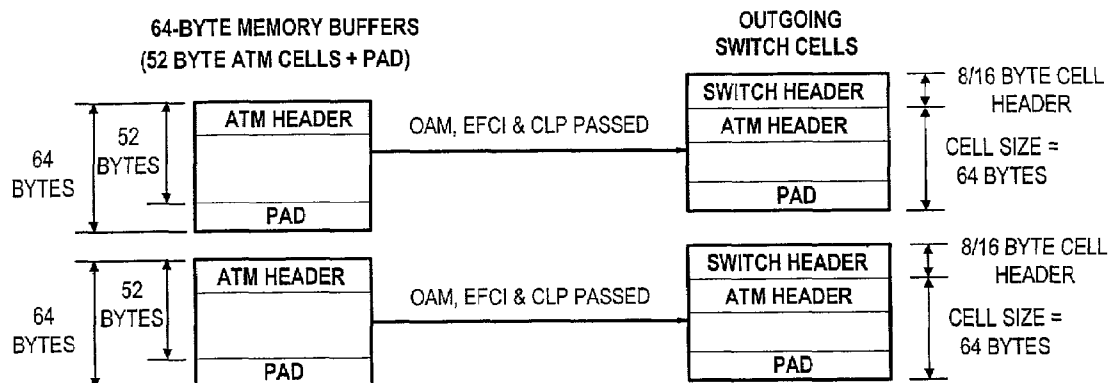 64-BYTE MEMORY BUFFERS
(52 BYTE ATM CELLS + PAD)
OUTGOING
SWITCH CELLS
64
BYTES
52
BYTES
ATM HEADER
PAD
OAM, EFCI & CLP PASSED
SWITCH HEADER
ATM HEADER
PAD
8/16 BYTE CELL
HEADER
CELL SIZE =
64 BYTES
64
BYTES
52
BYTES
ATM HEADER
PAD
OAM, EFCI & CLP PASSED
SWITCH HEADER
ATM HEADER
PAD
8/16 BYTE CELL
HEADER
CELL SIZE =
64 BYTES